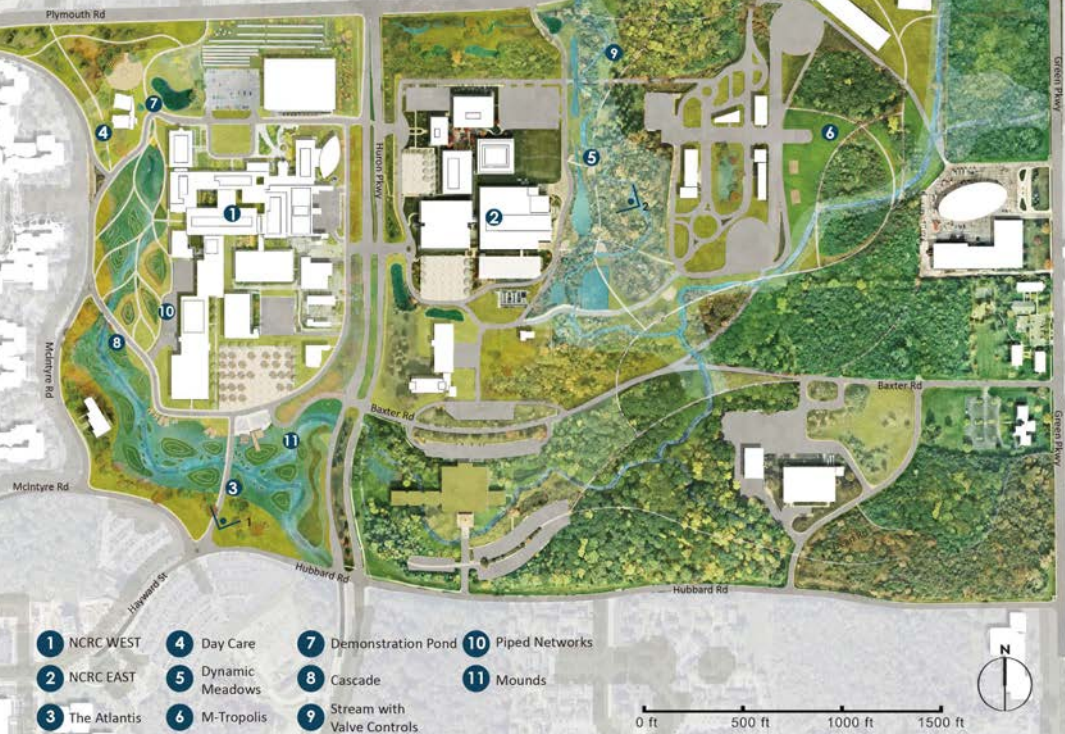 Plymouth Rd
9
Green Pkwy
7
4
6
Huron Pkwy
5
2
1
2
10
8
McIntyre Rd
Baxter Rd
Baxter Rd
11
Green Pkwy
McIntyre Rd
3
1
Hubbard Rd
Hubbard Rd
Hayward St
1 NCRC WEST
2 NCRC EAST
3 The Atlantis
4 Day Care
5 Dynamic
Meadows
6 M-Tropolis
7 Demonstration Pond
8 Cascade
9 Stream with
Valve Controls
10 Piped Networks
11 Mounds
N
0 ft 500 ft 1000 ft 1500 ft